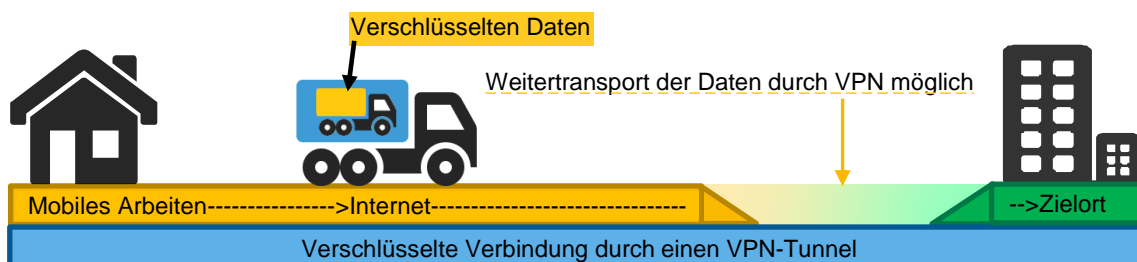 Verschlüsselten Daten
Weitertransport der Daten durch VPN möglich
Mobiles Arbeiten---------------->Internet--------------------------------
-->Zielort
Verschlüsselte Verbindung durch einen VPN-Tunnel